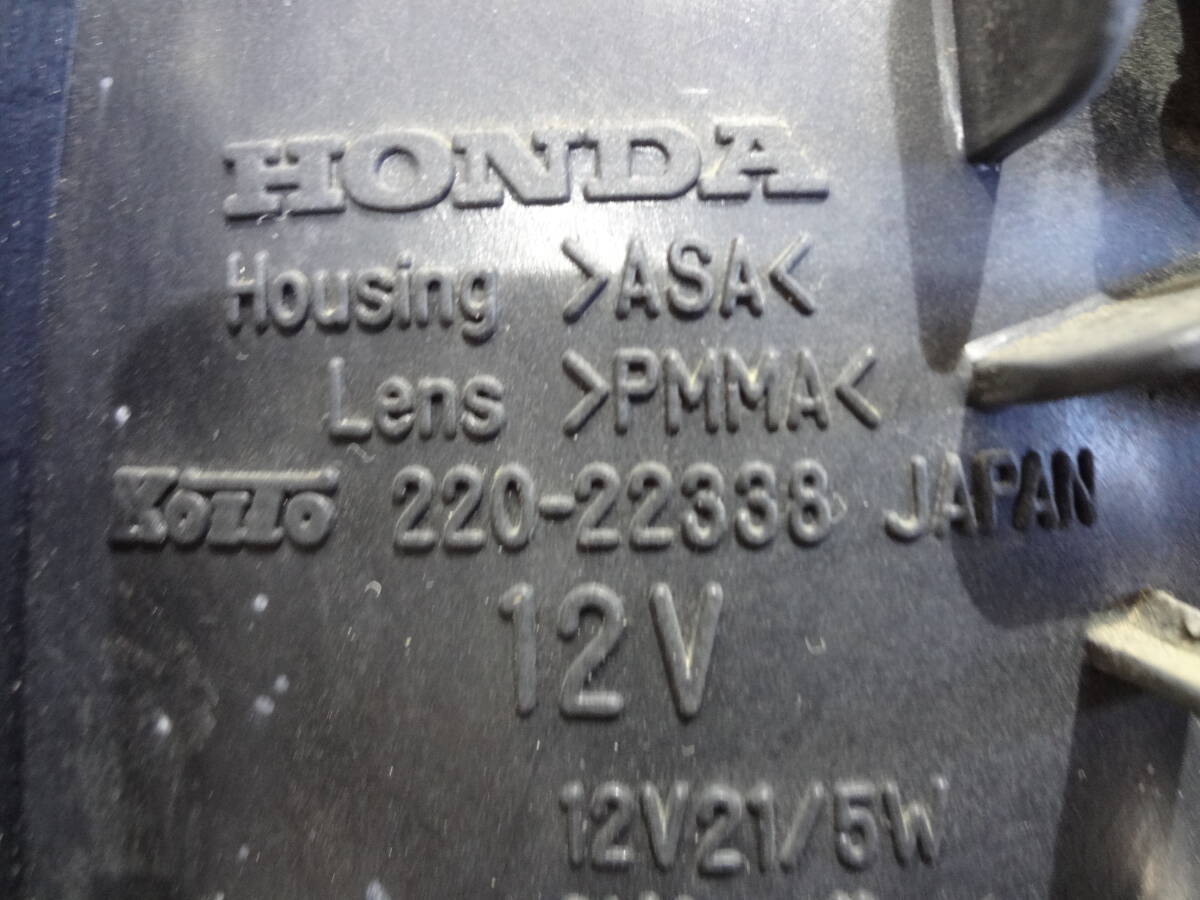 HONDA
Housing >ASA<
Lens >PMMA<
KOITO 220-22338 JAPAN
12V
12V21/5W